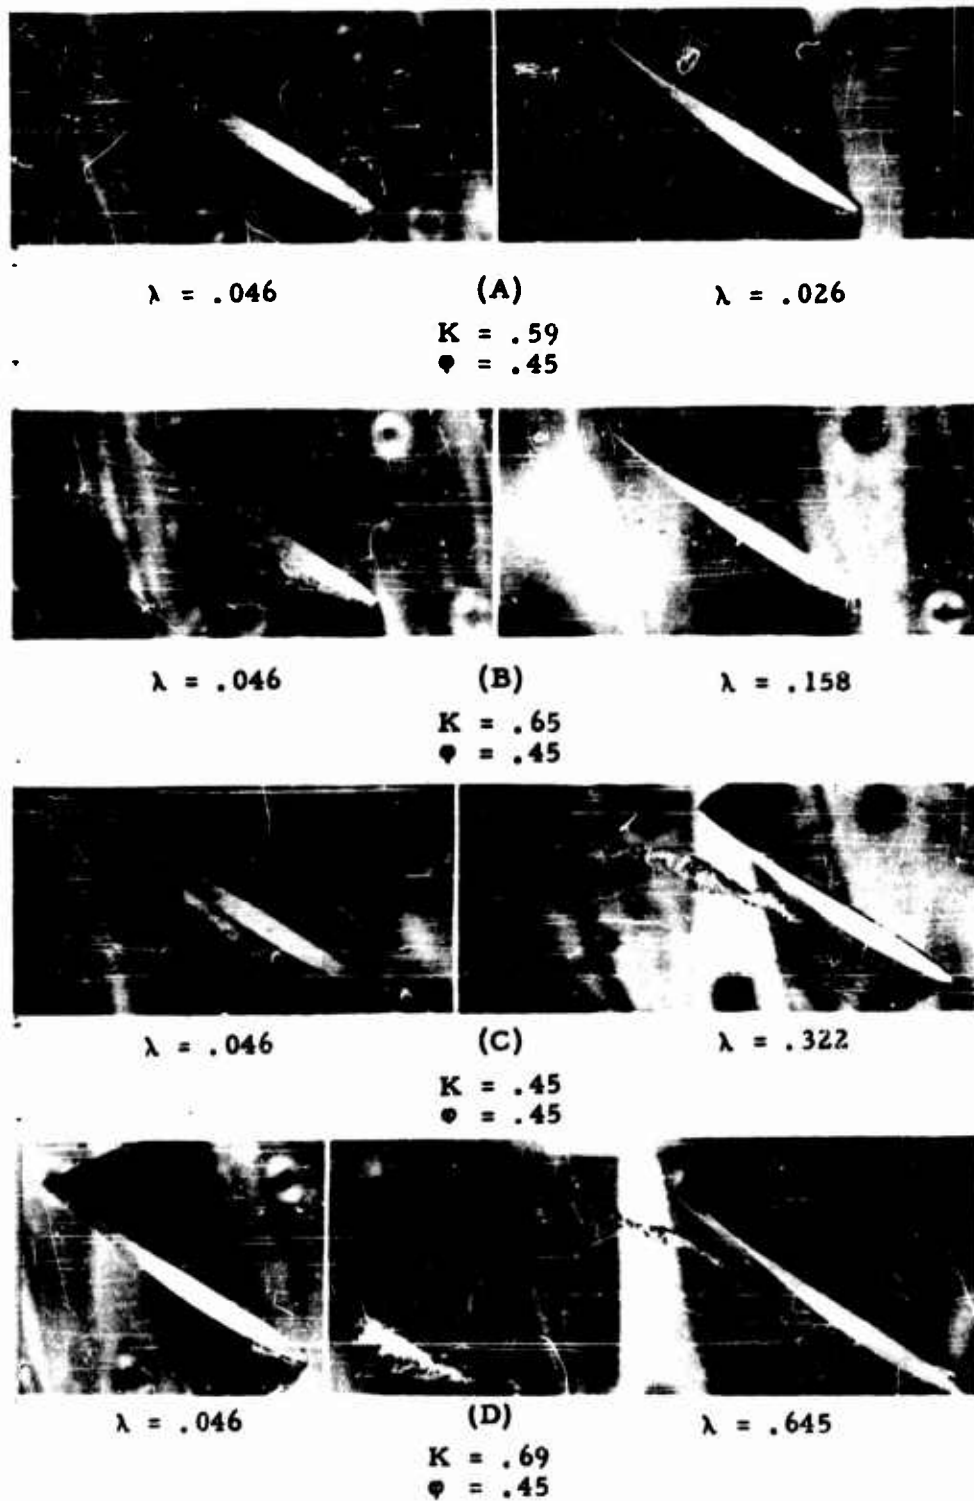 λ = .046 (A) λ = .026
K = .59
φ = .45
λ = .046 (B) λ = .158
K = .65
φ = .45
λ = .046 (C) λ = .322
K = .45
φ = .45
λ = .046 (D) λ = .645
K = .69
φ = .45